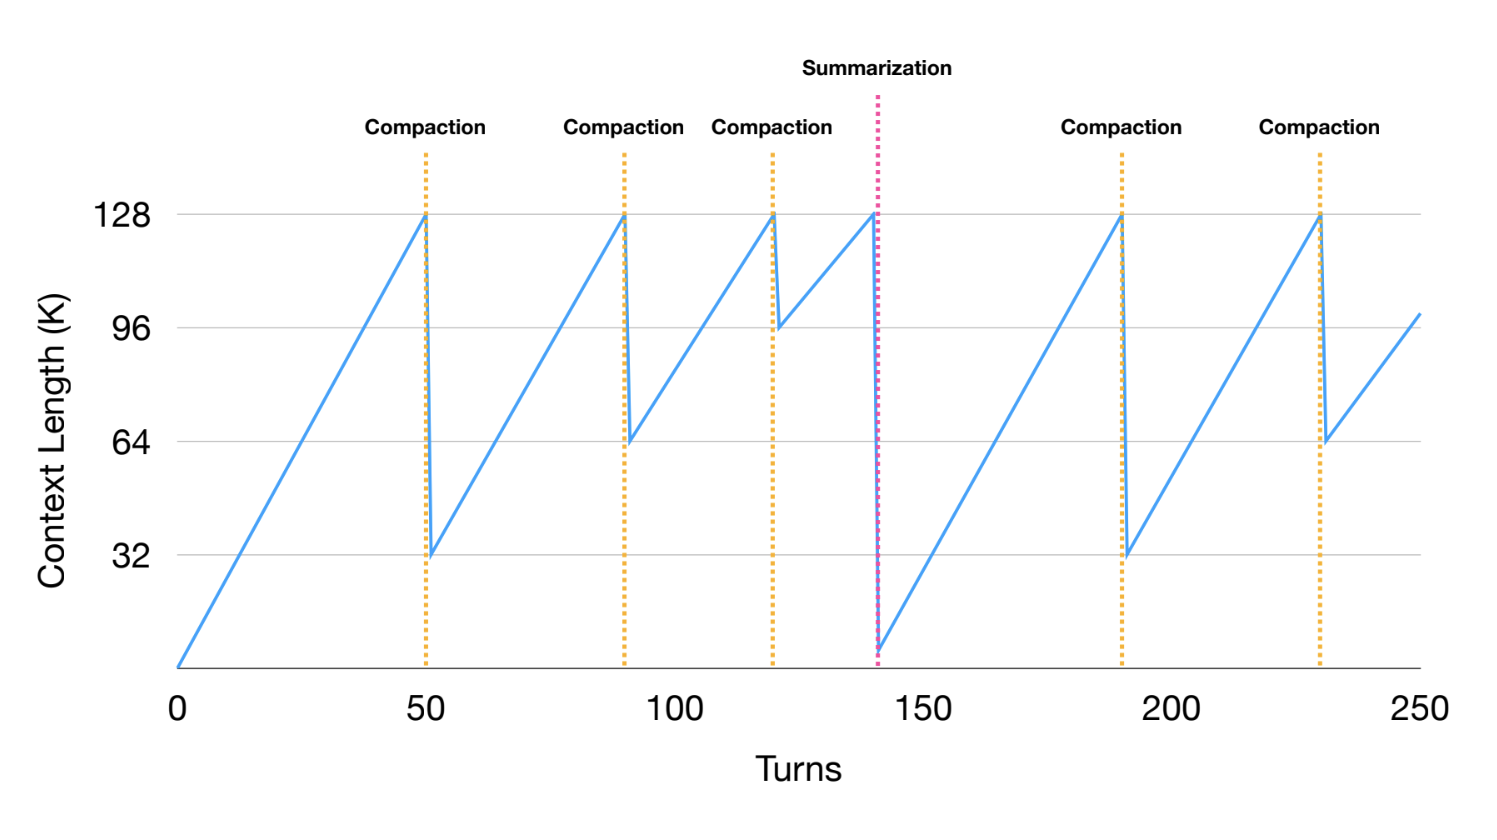 Summarization
Compaction
Compaction
Compaction
Compaction
Compaction
128
96
64
32
Context Length (K)
0
50
100
150
200
250
Turns